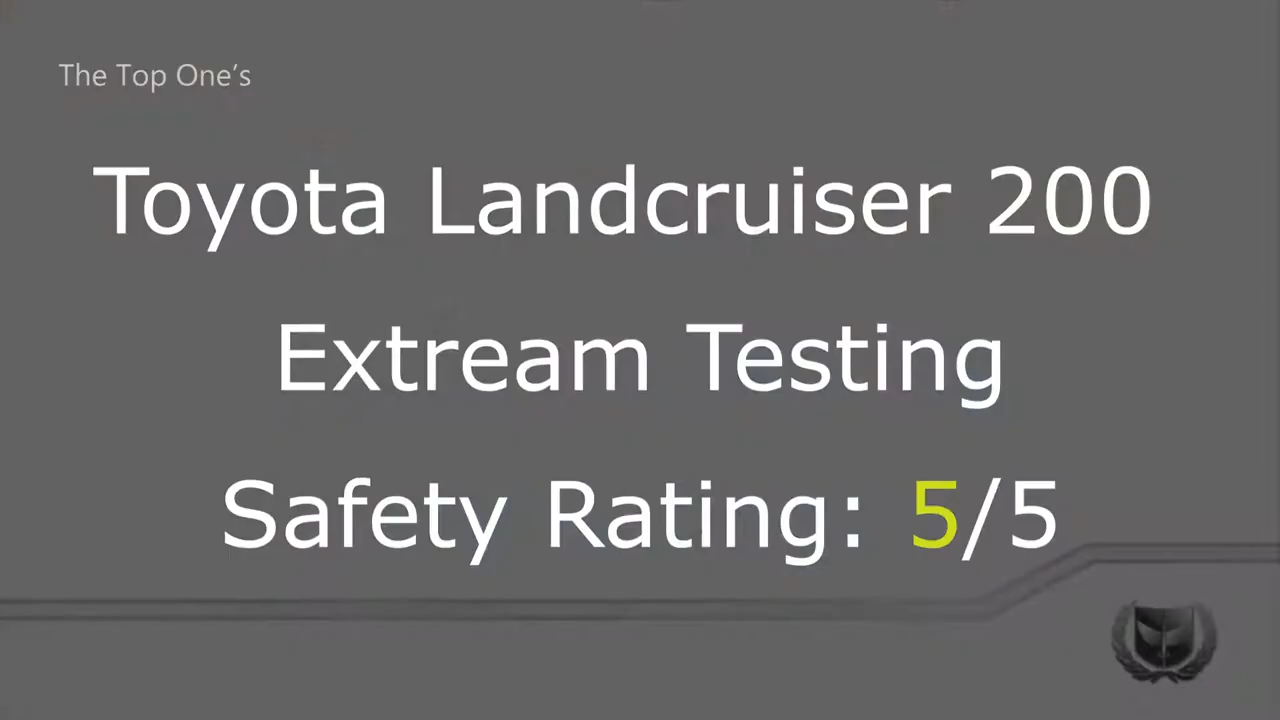 The Top One’s
Toyota Landcruiser 200
Extream Testing
Safety Rating: 5/5